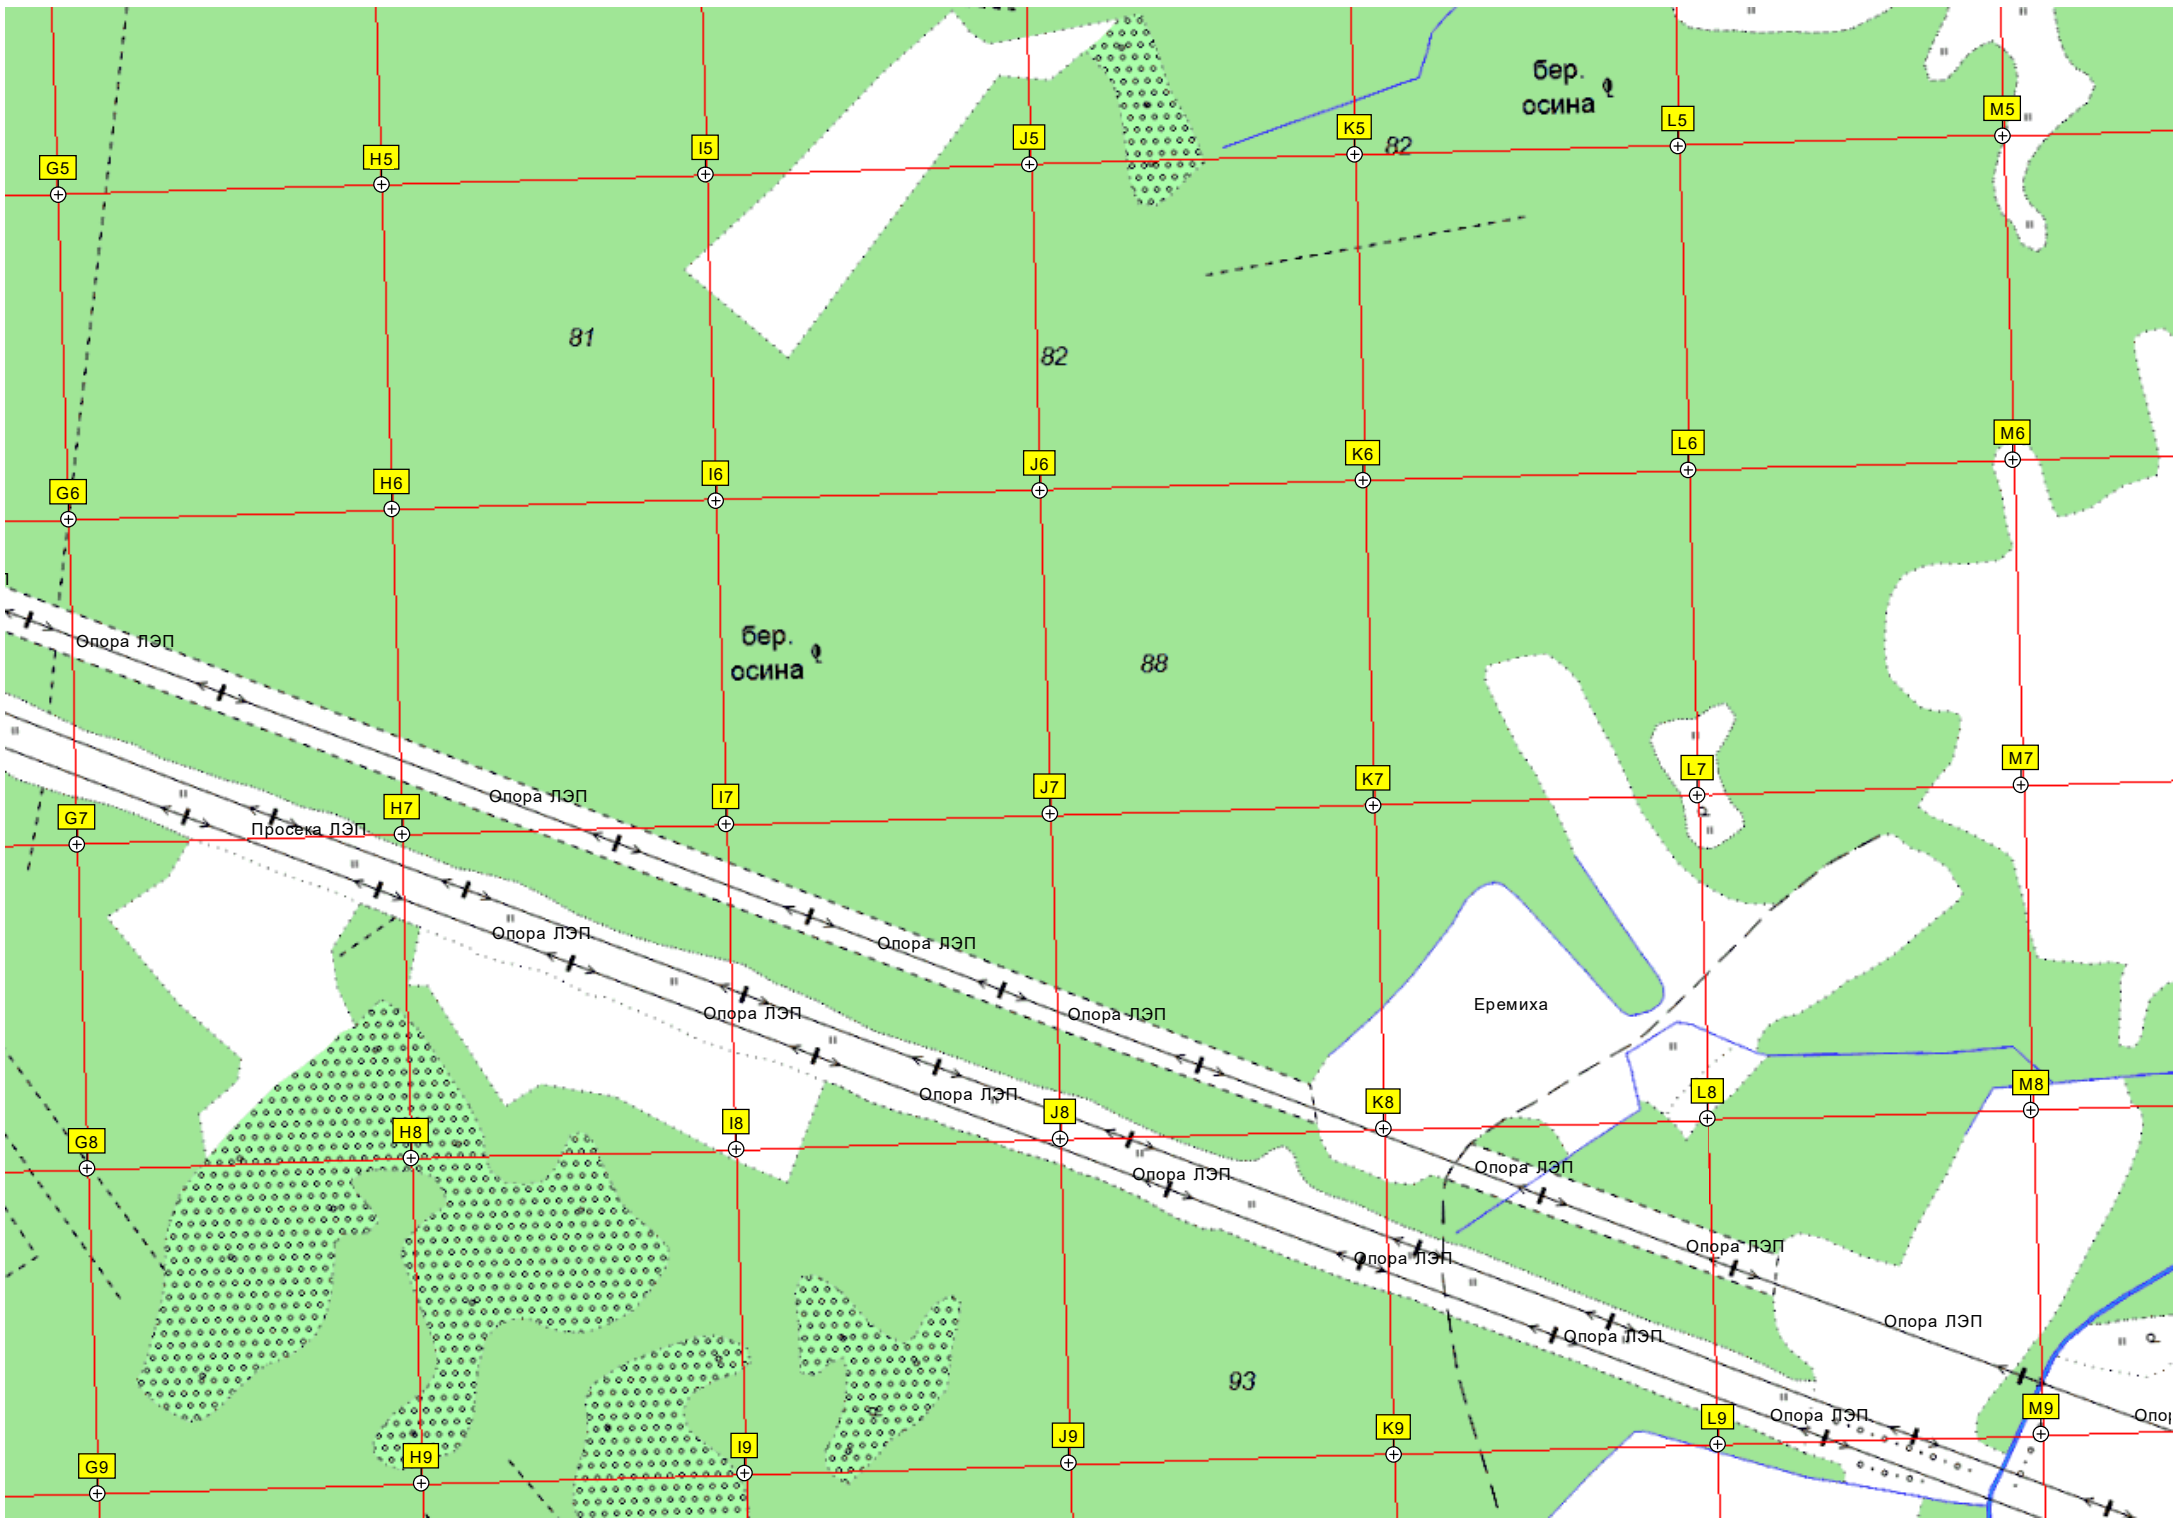 бер.
осина
M5
L5
K5
82
J5
I5
H5
G5
81
82
M6
L6
K6
J6
I6
H6
G6
Опора ЛЭП
бер.
осина
88
M7
L7
K7
J7
I7
Опора ЛЭП
H7
G7
Просека ЛЭП
Опора ЛЭП
Опора ЛЭП
Еремиха
Опора ЛЭП
Опора ЛЭП
M8
L8
Опора ЛЭП
K8
J8
I8
H8
G8
Опора ЛЭП
Опора ЛЭП
Опора ЛЭП
Опора ЛЭП
Опора ЛЭП
Опора ЛЭП
93
M9
Опора ЛЭП
L9
K9
J9
I9
H9
G9